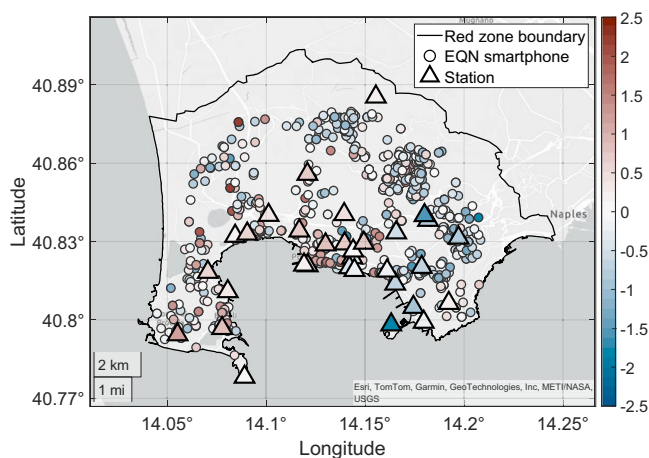 Mugnano
Red zone boundary
EQN smartphone
Station
Naples
40.89°
40.86°
40.83°
40.8°
40.77°
Latitude
2 km
1 mi
Esri, TomTom, Garmin, GeoTechnologies, Inc, METI/NASA,
USGS
14.05°
14.1°
14.15°
14.2°
14.25°
Longitude
2.5
2
1.5
1
0.5
0
-0.5
-1
-1.5
-2
-2.5